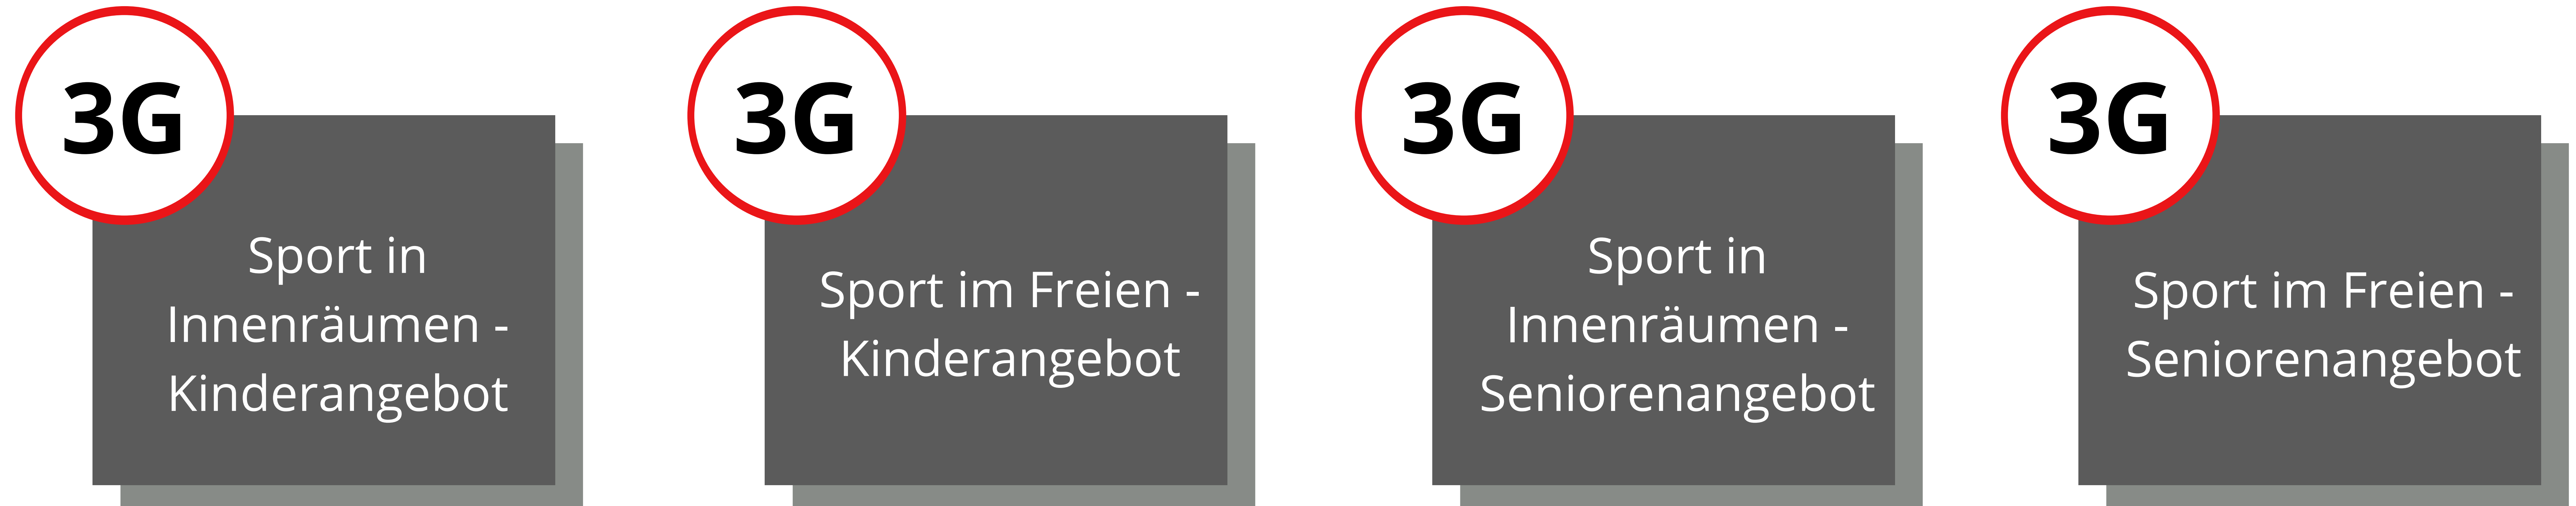 3G
Sport in
Innenräumen -
Kinderangebot
3G
Sport im Freien -
Kinderangebot
3G
Sport in
Innenräumen -
Seniorenangebot
3G
Sport im Freien -
Seniorenangebot